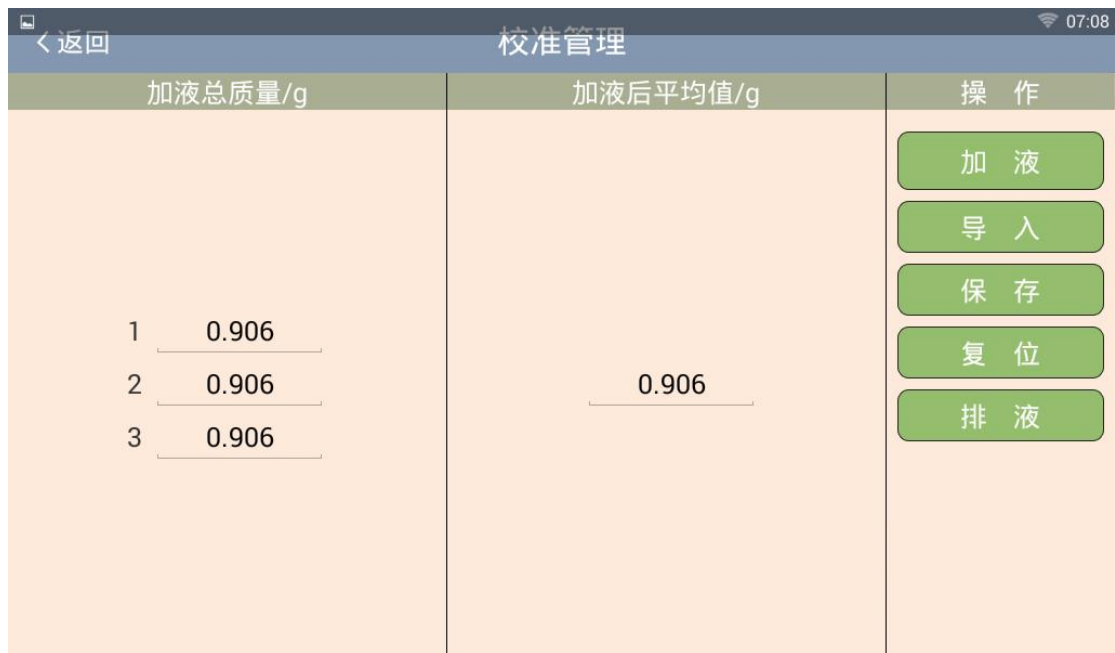 07:08
返回 校准管理
加液总质量/g 加液后平均值/g 操 作
加 液
导 入
保 存
1 0.906
复 位
2 0.906 0.906
排 液
3 0.906